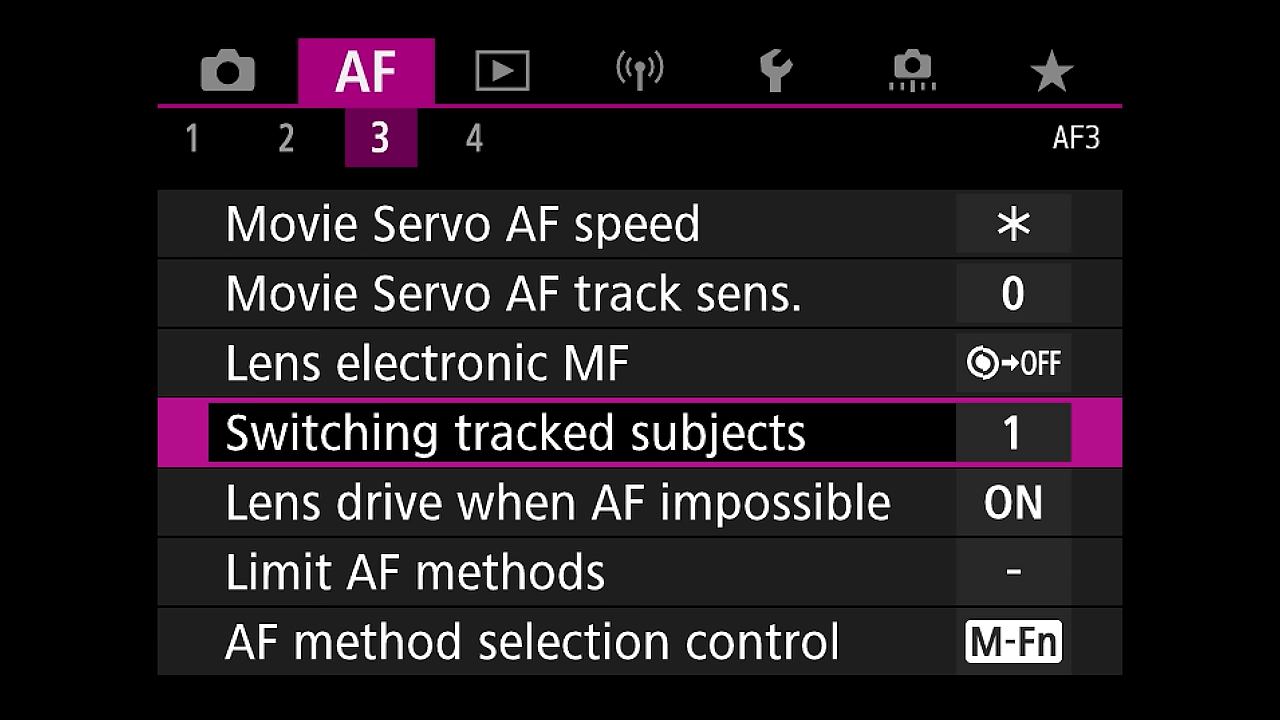 AF
1 2 3 4 AF3
Movie Servo AF speed *
Movie Servo AF track sens. 0
Lens electronic MF →OFF
Switching tracked subjects 1
Lens drive when AF impossible ON
Limit AF methods -
AF method selection control M-Fn